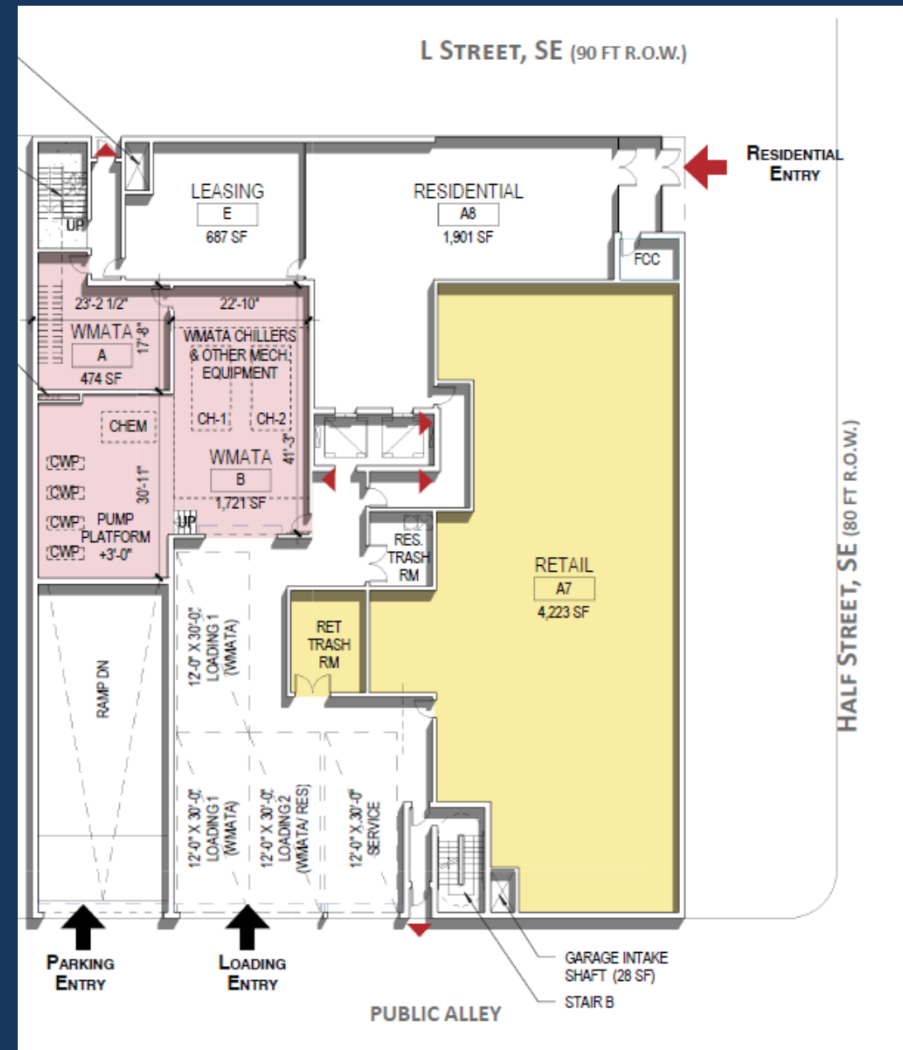 L STREET, SE (90 FT R.O.W.)
RESIDENTIAL
ENTRY
LEASING
E
687 SF
RESIDENTIAL
A8
1,901 SF
UP
FCC
23'-2 1/2"
22'-10"
WMATA
A
474 SF
17'-8"
WMATA CHILLERS
& OTHER MECH.
EQUIPMENT
CH-1
CH-2
CHEM
WMATA
B
1,721 SF
41'-3"
30'-11"
CWP
CWP
CWP
CWP
PUMP
PLATFORM
+3'-0"
UP
RES.
TRASH
RM
RETAIL
A7
4,223 SF
HALF STREET, SE (80 FT R.O.W.)
RET
TRASH
RM
12'-0" X 30'-0"
LOADING 1
(WMATA)
RAMP DN
12'-0" X 30'-0"
LOADING 1
(WMATA)
12'-0" X 30'-0"
LOADING 2
(WMATA/ RES)
12'-0" X 30'-0"
SERVICE
PARKING
ENTRY
LOADING
ENTRY
GARAGE INTAKE
SHAFT (28 SF)
STAIR B
PUBLIC ALLEY